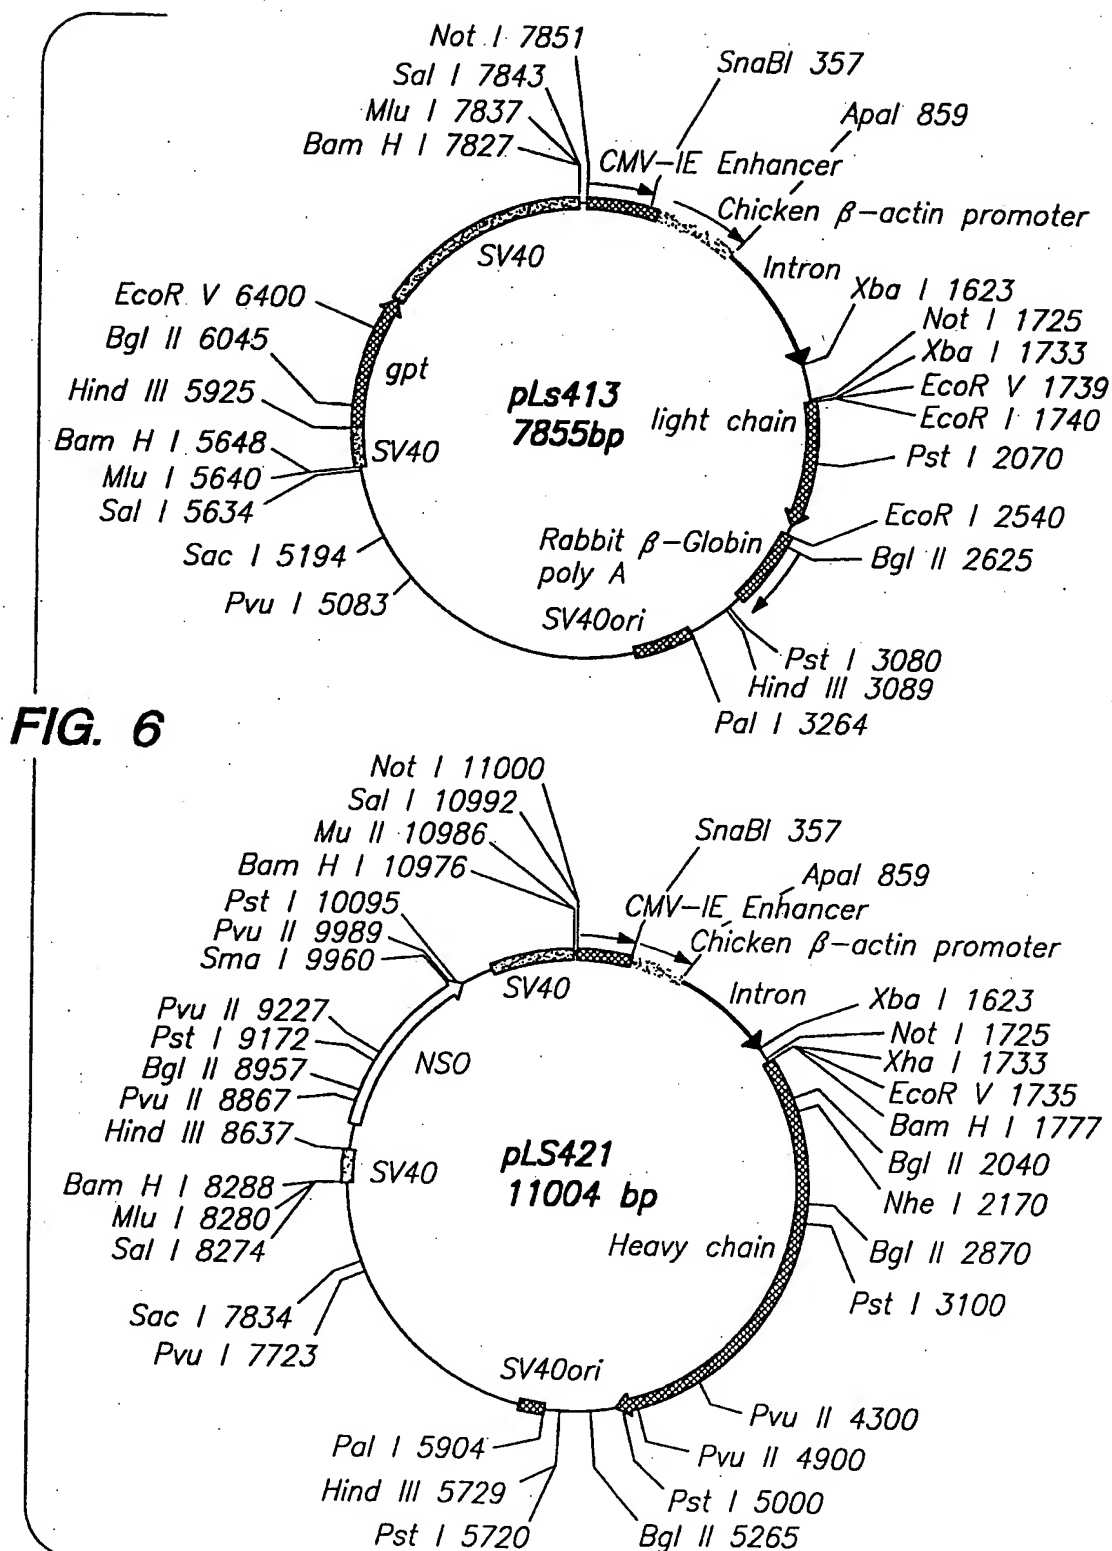 Not I 7851
Sal I 7843
Mlu I 7837
Bam H I 7827
SnaBI 357
ApaI 859
CMV-IE Enhancer
Chicken β-actin promoter
Intron
Xba I 1623
Not I 1725
Xba I 1733
EcoR V 1739
EcoR I 1740
Pst I 2070
EcoR I 2540
Bgl II 2625
Pst I 3080
Hind III 3089
Pal I 3264
SV40
EcoR V 6400
Bgl II 6045
gpt
Hind III 5925
Bam H I 5648
SV40
Mlu I 5640
Sal I 5634
Sac I 5194
Pvu I 5083
pLs413
7855bp
light chain
Rabbit β-Globin
poly A
SV40ori
FIG. 6
Not I 11000
Sal I 10992
Mu II 10986
Bam H I 10976
Pst I 10095
Pvu II 9989
Sma I 9960
SnaBI 357
ApaI 859
CMV-IE Enhancer
Chicken β-actin promoter
SV40
Intron
Xba I 1623
Not I 1725
Xha I 1733
EcoR V 1735
Bam H I 1777
Bgl II 2040
Nhe I 2170
Bgl II 2870
Pst I 3100
Pvu II 9227
Pst I 9172
Bgl II 8957
Pvu II 8867
Hind III 8637
NSO
Bam H I 8288
SV40
Mlu I 8280
Sal I 8274
Sac I 7834
Pvu I 7723
pLS421
11004 bp
Heavy chain
SV40ori
Pvu II 4300
Pvu II 4900
Pst I 5000
Bgl II 5265
Pal I 5904
Hind III 5729
Pst I 5720